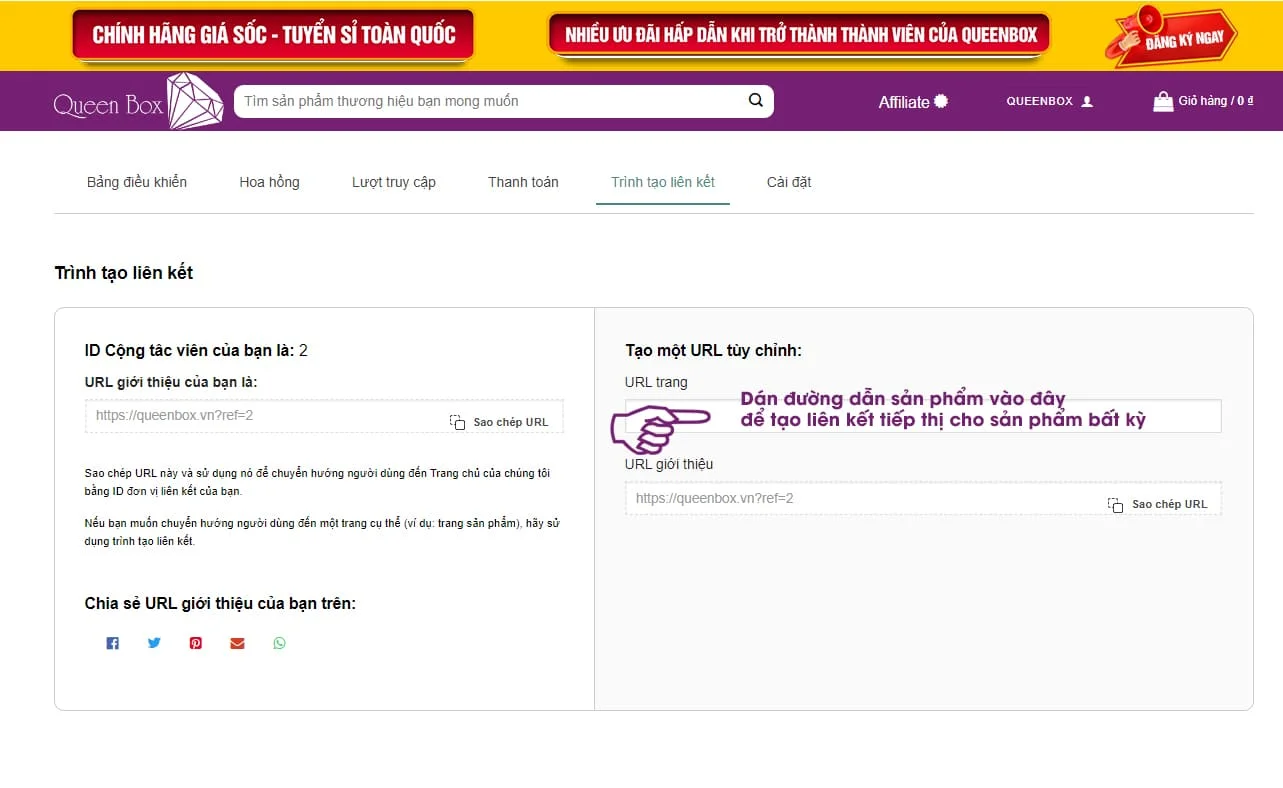 CHÍNH HÃNG GIÁ SỐC - TUYỂN SỈ TOÀN QUỐC
NHIỀU ƯU ĐÃI HẤP DẪN KHI TRỞ THÀNH THÀNH VIÊN CỦA QUEENBOX
ĐĂNG KÝ NGAY
Queen Box
Tìm sản phẩm thương hiệu bạn mong muốn
Affiliate
QUEENBOX
Giỏ hàng / 0 ₫
Bảng điều khiển
Hoa hồng
Lượt truy cập
Thanh toán
Trình tạo liên kết
Cài đặt
Trình tạo liên kết
ID Cộng tác viên của bạn là: 2
URL giới thiệu của bạn là:
https://queenbox.vn?ref=2
Sao chép URL
Sao chép URL này và sử dụng nó để chuyển hướng người dùng đến Trang chủ của chúng tôi
bằng ID đơn vị liên kết của bạn.
Nếu bạn muốn chuyển hướng người dùng đến một trang cụ thể (ví dụ: trang sản phẩm), hãy sử
dụng trình tạo liên kết.
Chia sẻ URL giới thiệu của bạn trên:
Tạo một URL tùy chỉnh:
URL trang
Dán đường dẫn sản phẩm vào đây
để tạo liên kết tiếp thị cho sản phẩm bất kỳ
URL giới thiệu
https://queenbox.vn?ref=2
Sao chép URL